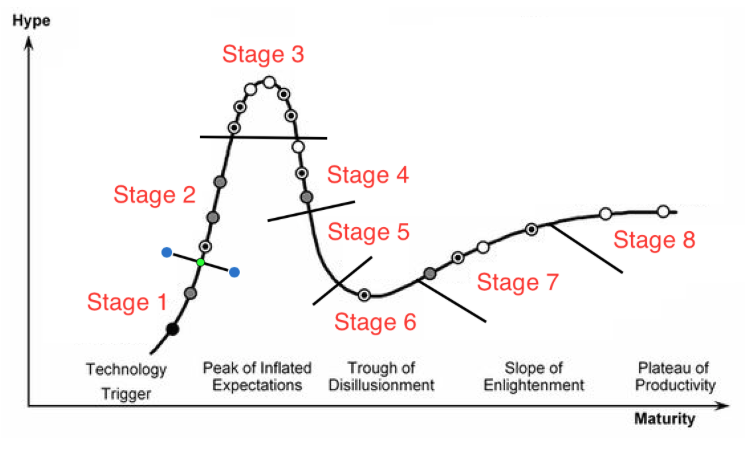 Hype
Stage 3
Stage 2
Stage 4
Stage 5
Stage 8
Stage 7
Stage 1
Stage 6
Technology
Trigger
Peak of Inflated
Expectations
Trough of
Disillusionment
Slope of
Enlightenment
Plateau of
Productivity
Maturity